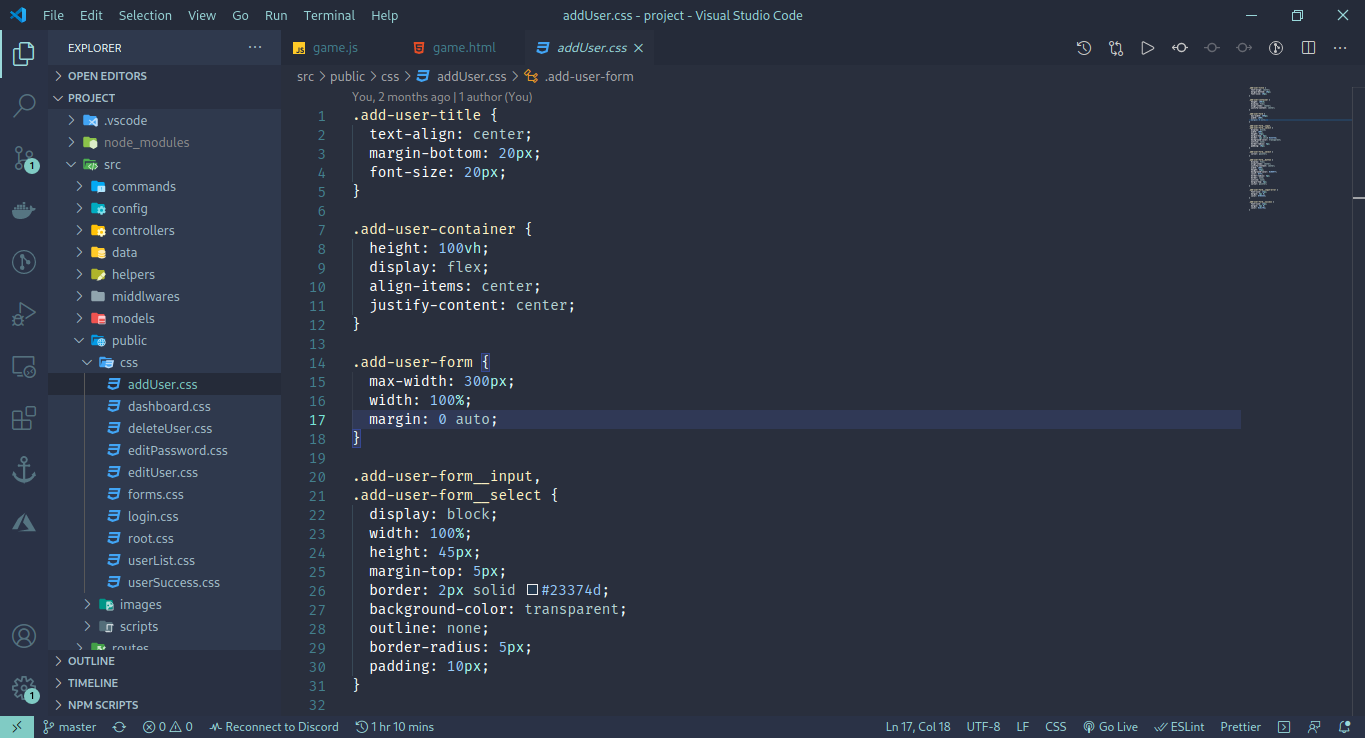 File Edit Selection View Go Run Terminal Help addUser.css - project - Visual Studio Code
EXPLORER
OPEN EDITORS
PROJECT
.vscode
node_modules
src
commands
config
controllers
data
helpers
middlwares
models
public
css
addUser.css
dashboard.css
deleteUser.css
editPassword.css
editUser.css
forms.css
login.css
root.css
userList.css
userSuccess.css
images
scripts
routes
OUTLINE
TIMELINE
NPM SCRIPTS
1
1
JS game.js game.html addUser.css
src > public > css > addUser.css > .add-user-form
You, 2 months ago | 1 author (You)
1 .add-user-title {
2 text-align: center;
3 margin-bottom: 20px;
4 font-size: 20px;
5 }
6
7 .add-user-container {
8 height: 100vh;
9 display: flex;
10 align-items: center;
11 justify-content: center;
12 }
13
14 .add-user-form {
15 max-width: 300px;
16 width: 100%;
17 margin: 0 auto;
18 }
19
20 .add-user-form__input,
21 .add-user-form__select {
22 display: block;
23 width: 100%;
24 height: 45px;
25 margin-top: 5px;
26 border: 2px solid #23374d;
27 background-color: transparent;
28 outline: none;
29 border-radius: 5px;
30 padding: 10px;
31 }
32
master 0 0 Reconnect to Discord 1 hr 10 mins Ln 17, Col 18 UTF-8 LF CSS Go Live ESLint Prettier